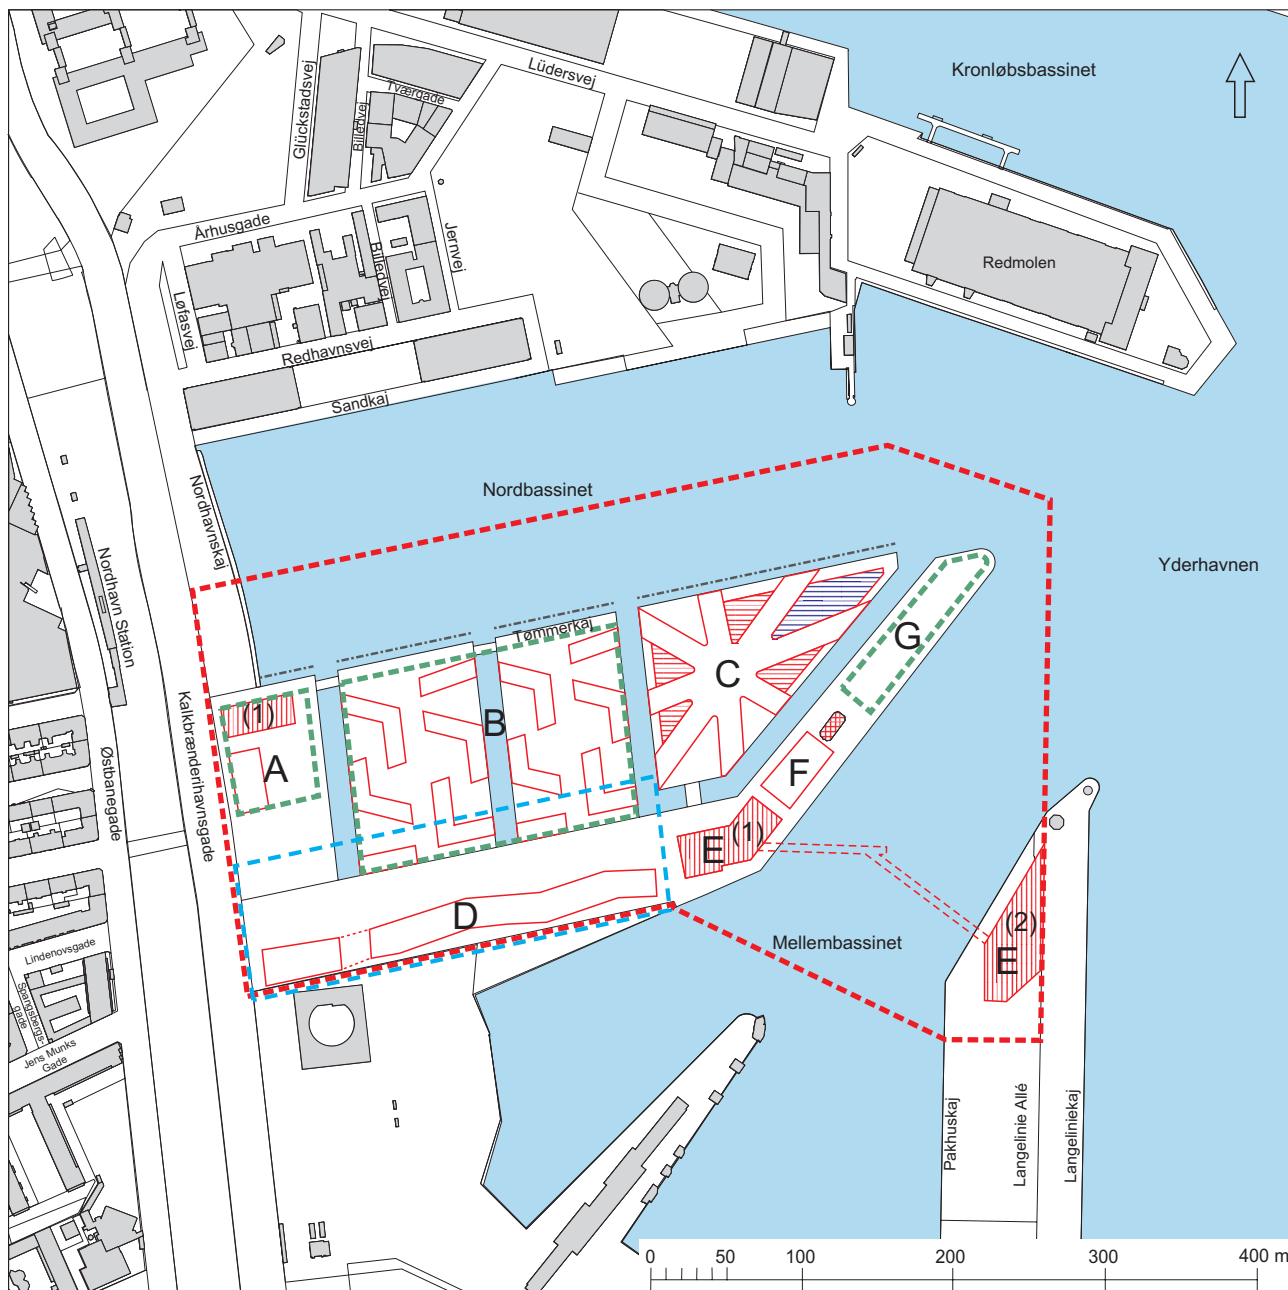 Kronløbsbassinet
Lüdersvej
Glückstadsvej
Tværgade
Billedvej
Århusgade
Billedvej
Jernvej
Redmolen
Løfasvej
Redhavnsvej
Sandkaj
Nordhavnskaj
Nordbassinet
Yderhavnen
Nordhavn Station
Tømmerkaj
G
C
B
(1)
A
F
Kalkbrænderihavnsgade
Østbanegade
(1)
E
D
(2)
E
Mellembassinet
Lindenovsgade
Spangsbergs-
gade
Jens Munks
Gade
Pakhuskaj
Langelinie Allé
Langeliniekaj
0 50 100 200 300 400 m